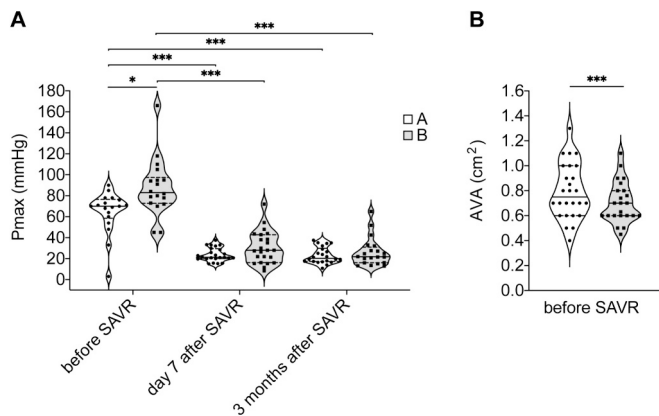 A
B
***
***
***
***
*
***
180
160
140
120
100
80
60
40
20
0
Pmax (mmHg)
A
B
before SAVR
day 7 after SAVR
3 months after SAVR
1.6
1.4
1.2
1.0
0.8
0.6
0.4
0.2
0.0
AVA (cm²)
before SAVR